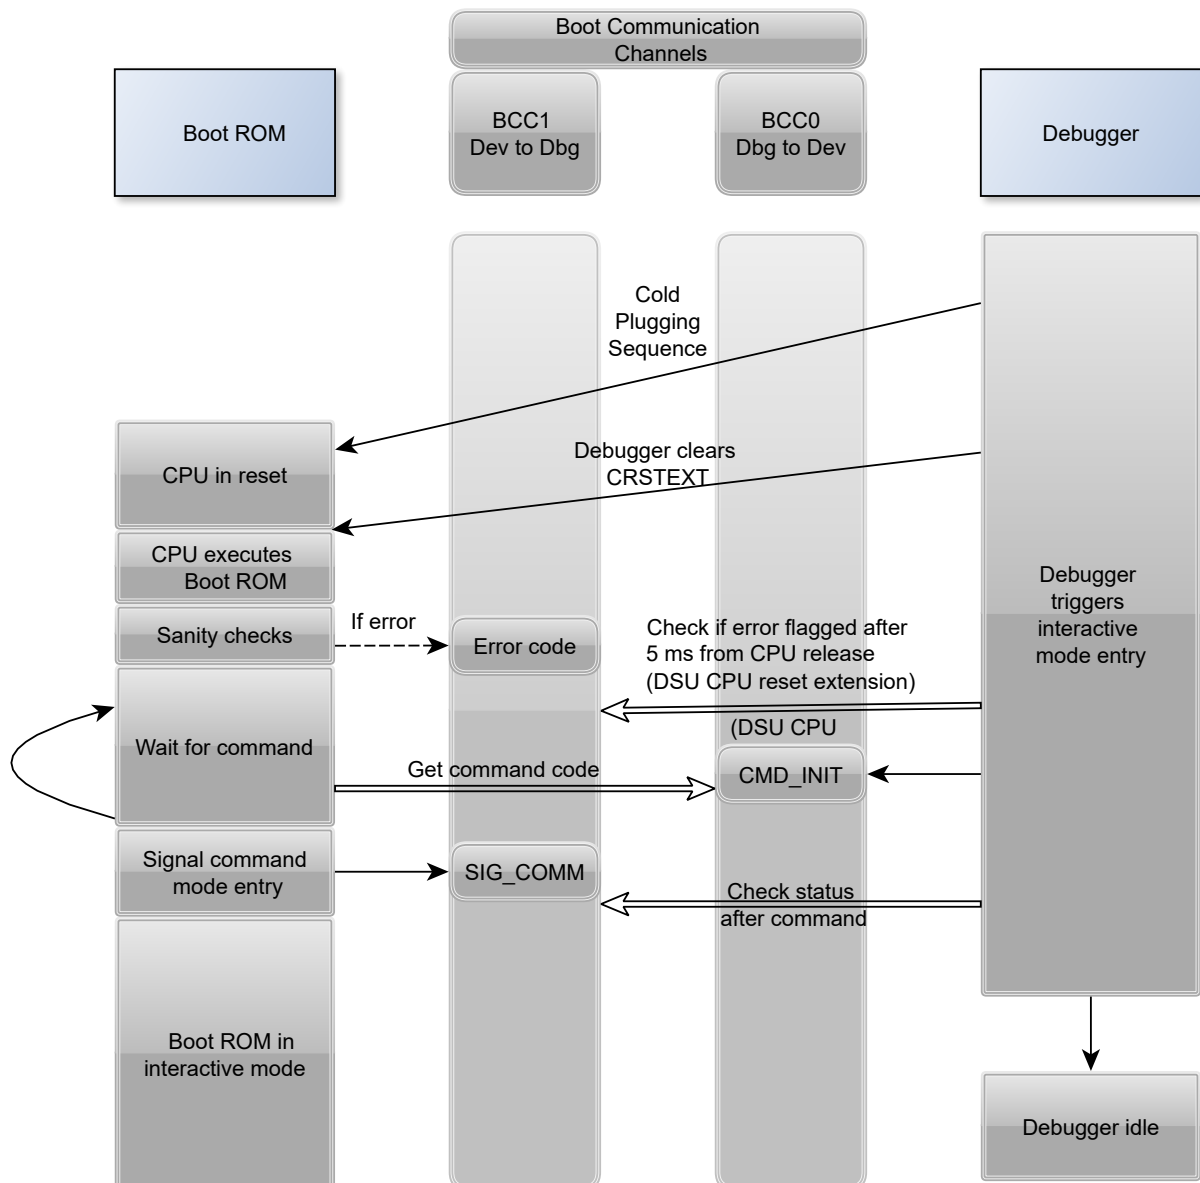 Boot Communication
Channels
Boot ROM
BCC1
Dev to Dbg
BCC0
Dbg to Dev
Debugger
Cold
Plugging
Sequence
Debugger clears
CRSTEXT
CPU in reset
CPU executes
Boot ROM
Sanity checks
If error
Error code
Check if error flagged after
5 ms from CPU release
(DSU CPU reset extension)
(DSU CPU
Debugger
triggers
interactive
mode entry
Wait for command
Get command code
CMD_INIT
Signal command
mode entry
SIG_COMM
Check status
after command
Boot ROM in
interactive mode
Debugger idle